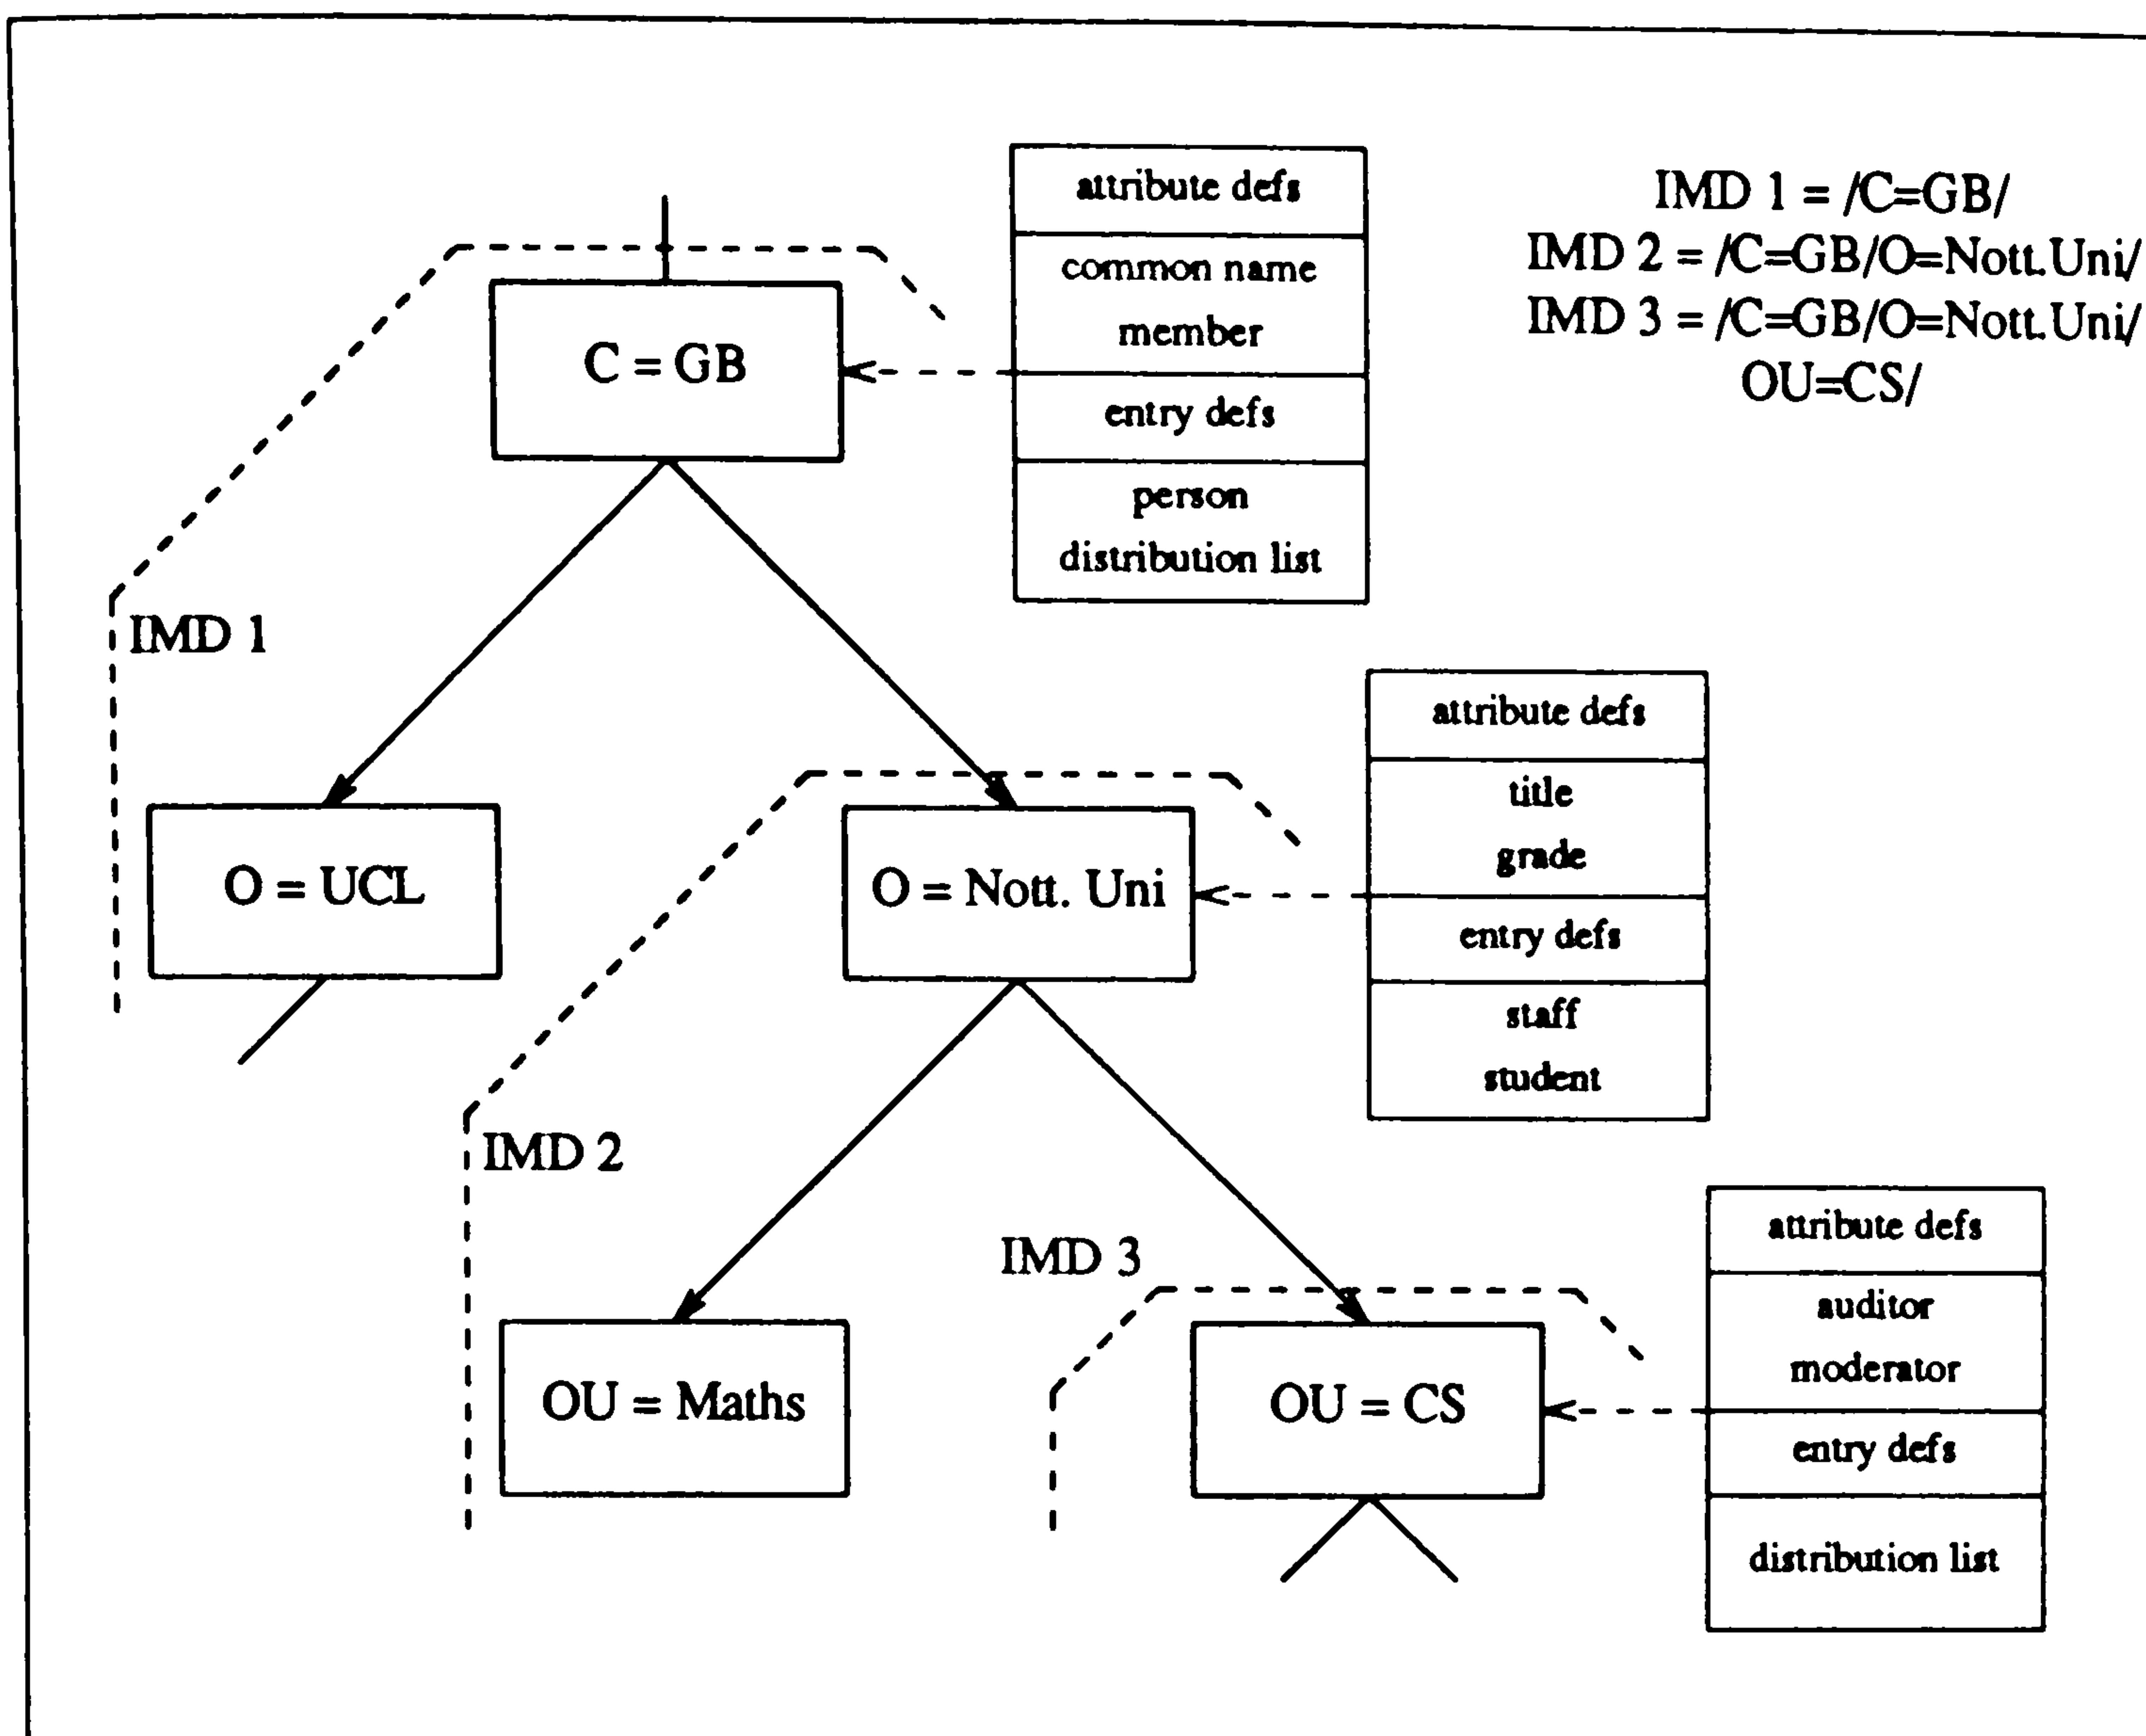 attribute defs
common name
member
entry defs
person
distribution list
IMD 1 = /C=GB/
IMD 2 = /C=GB/O=Nott.Uni/
IMD 3 = /C=GB/O=Nott.Uni/
OU=CS/
C = GB
IMD 1
O = UCL
O = Nott. Uni
attribute defs
title
grade
entry defs
staff
student
IMD 2
IMD 3
OU = Maths
OU = CS
attribute defs
auditor
moderator
entry defs
distribution list